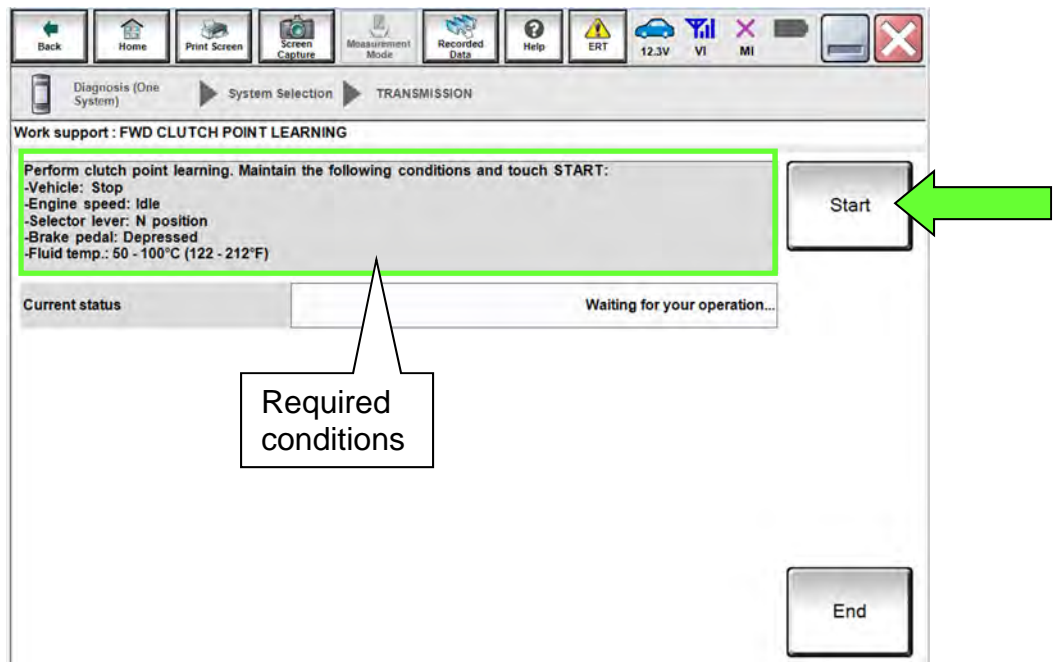 Back
Home
Print Screen
Screen
Capture
Measurement
Mode
Recorded
Data
Help
ERT
12.3V
VI
MI
Diagnosis (One
System)
System Selection
TRANSMISSION
Work support : FWD CLUTCH POINT LEARNING
Perform clutch point learning. Maintain the following conditions and touch START:
-Vehicle: Stop
-Engine speed: Idle
-Selector lever: N position
-Brake pedal: Depressed
-Fluid temp.: 50 - 100°C (122 - 212°F)
Start
Current status
Waiting for your operation...
Required
conditions
End